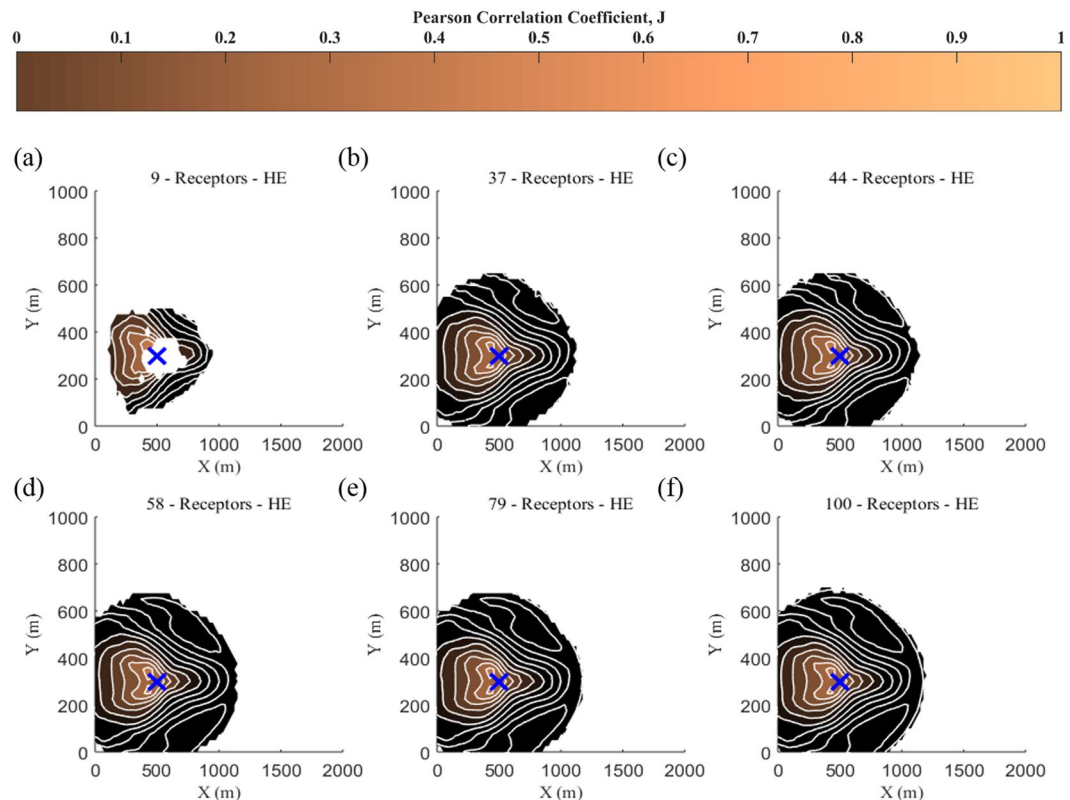 Pearson Correlation Coefficient, J
0 0.1 0.2 0.3 0.4 0.5 0.6 0.7 0.8 0.9 1
(a) (b) (c)
9 - Receptors - HE 37 - Receptors - HE 44 - Receptors - HE
1000 1000 1000
800 800 800
600 600 600
Y (m) Y (m) Y (m)
400 400 400
200 200 200
0 0 0
0 500 1000 1500 2000 0 500 1000 1500 2000 0 500 1000 1500 2000
X (m) X (m) X (m)
(d) (e) (f)
58 - Receptors - HE 79 - Receptors - HE 100 - Receptors - HE
1000 1000 1000
800 800 800
600 600 600
Y (m) Y (m) Y (m)
400 400 400
200 200 200
0 0 0
0 500 1000 1500 2000 0 500 1000 1500 2000 0 500 1000 1500 2000
X (m) X (m) X (m)